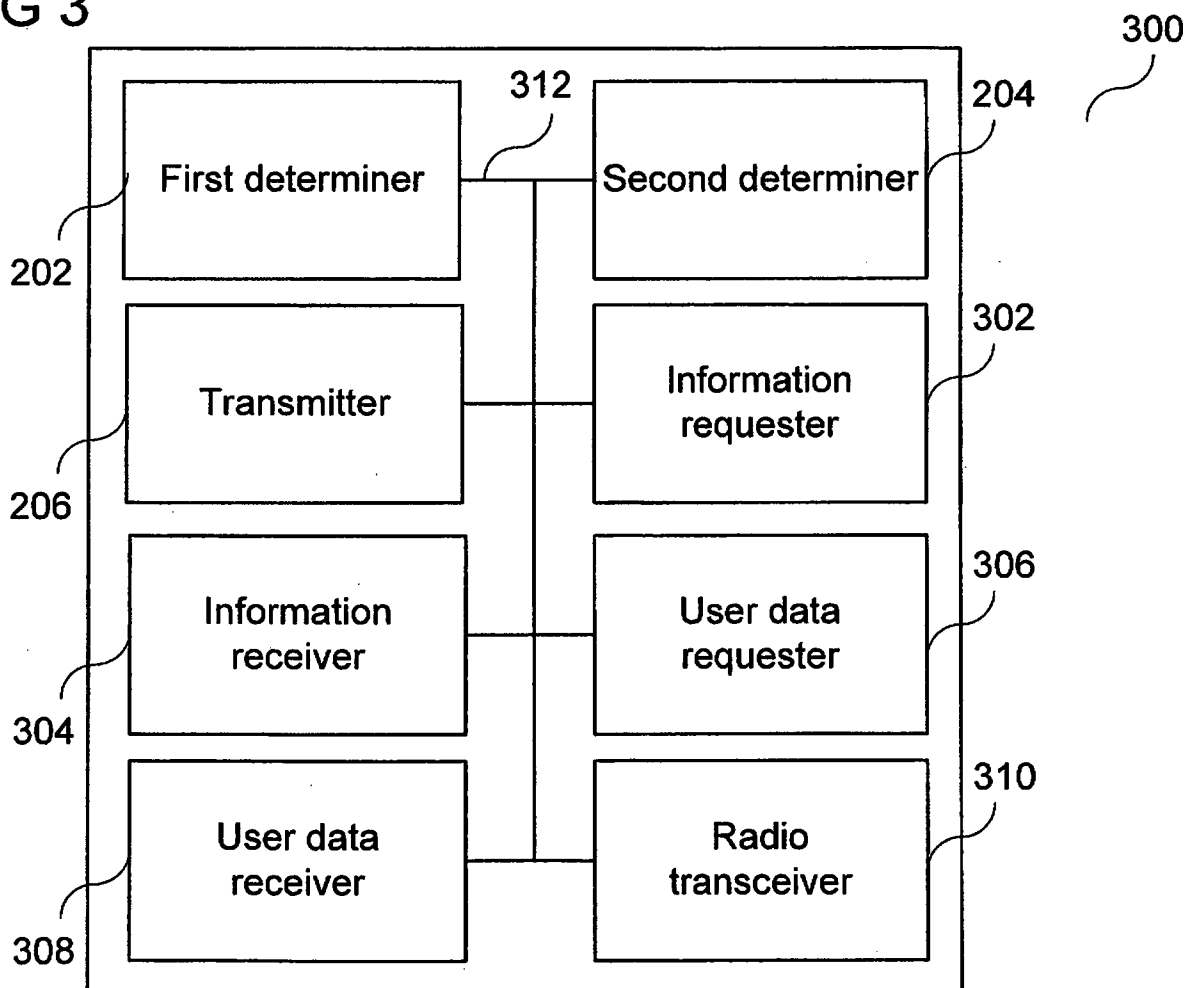 G 3
300
312
204
First determiner
Second determiner
202
302
Transmitter
Information
requester
206
306
Information
receiver
User data
requester
304
310
User data
receiver
Radio
transceiver
308